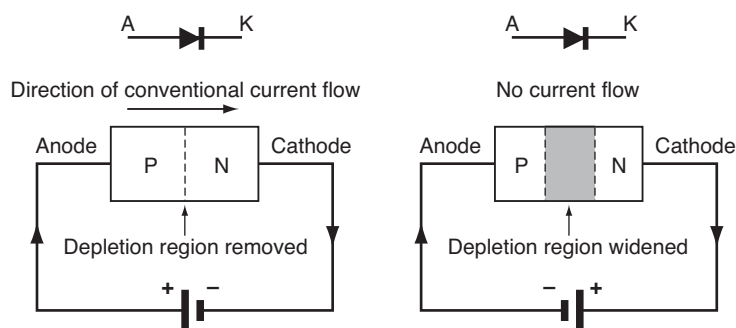 A K
Direction of conventional current flow
Anode P N Cathode
Depletion region removed
+ −
A K
No current flow
Anode P N Cathode
Depletion region widened
− +